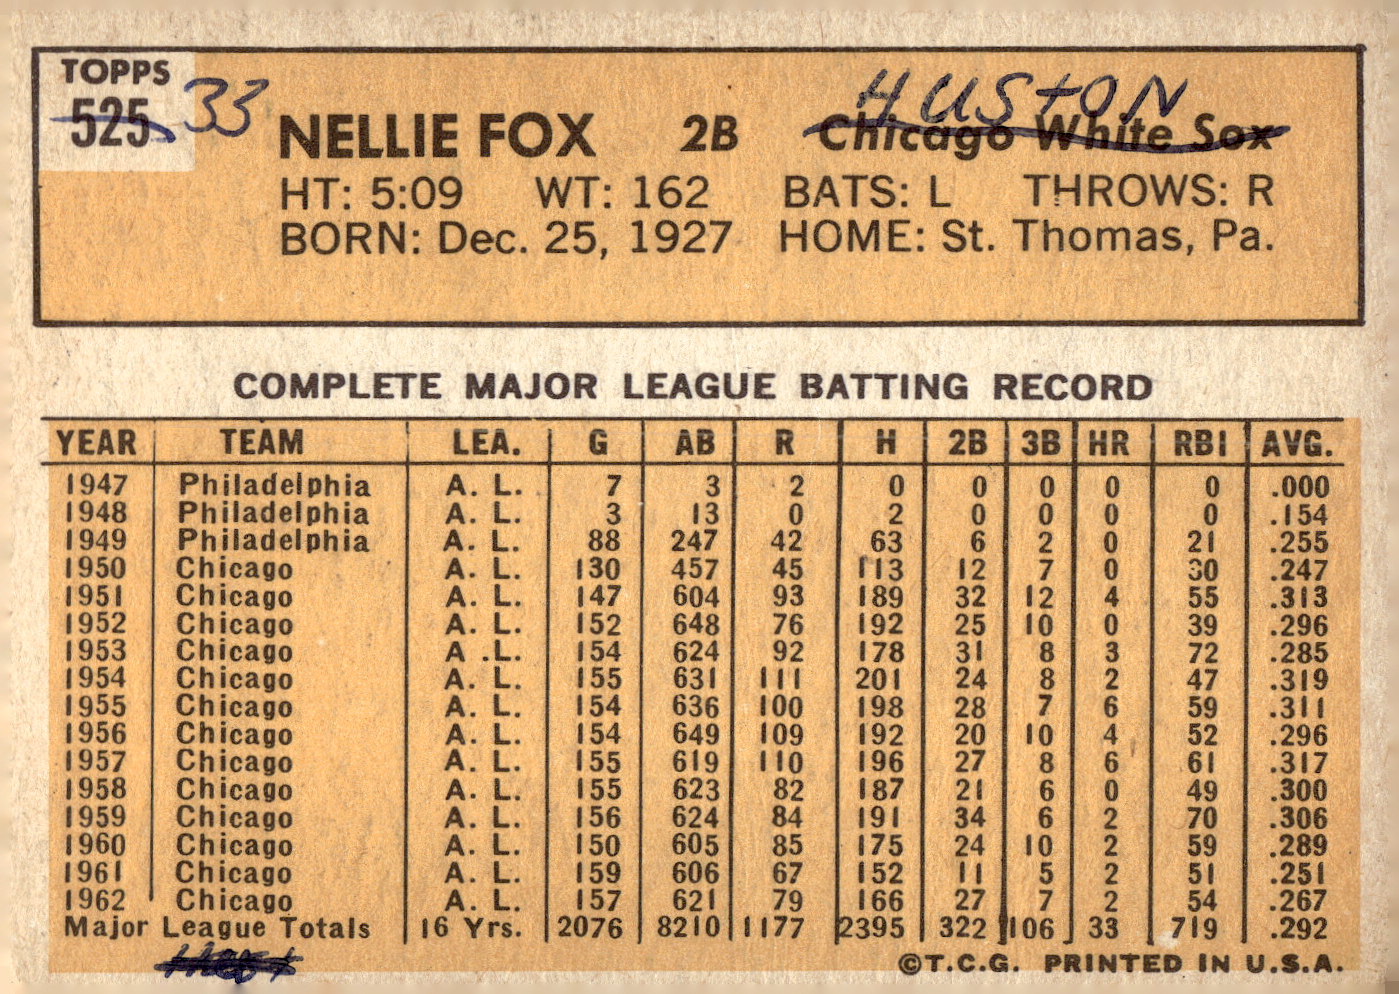 TOPPS
525 33
HUSTON
NELLIE FOX 2B Chicago White Sox
HT: 5:09 WT: 162 BATS: L THROWS: R
BORN: Dec. 25, 1927 HOME: St. Thomas, Pa.
COMPLETE MAJOR LEAGUE BATTING RECORD
YEAR TEAM LEA. G AB R H 2B 3B HR RBI AVG.
1947 Philadelphia A. L. 7 3 2 0 0 0 0 0 .000
1948 Philadelphia A. L. 3 13 0 2 0 0 0 0 .154
1949 Philadelphia A. L. 88 247 42 63 6 2 0 21 .255
1950 Chicago A. L. 130 457 45 113 12 7 0 30 .247
1951 Chicago A. L. 147 604 93 189 32 12 4 55 .313
1952 Chicago A. L. 152 648 76 192 25 10 0 39 .296
1953 Chicago A .L. 154 624 92 178 31 8 3 72 .285
1954 Chicago A. L. 155 631 111 201 24 8 2 47 .319
1955 Chicago A. L. 154 636 100 198 28 7 6 59 .311
1956 Chicago A. L. 154 649 109 192 20 10 4 52 .296
1957 Chicago A. L. 155 619 110 196 27 8 6 61 .317
1958 Chicago A. L. 155 623 82 187 21 6 0 49 .300
1959 Chicago A. L. 156 624 84 191 34 6 2 70 .306
1960 Chicago A. L. 150 605 85 175 24 10 2 59 .289
1961 Chicago A. L. 159 606 67 152 11 5 2 51 .251
1962 Chicago A. L. 157 621 79 166 27 7 2 54 .267
Major League Totals 16 Yrs. 2076 8210 1177 2395 322 106 33 719 .292
©T.C.G. PRINTED IN U.S.A.